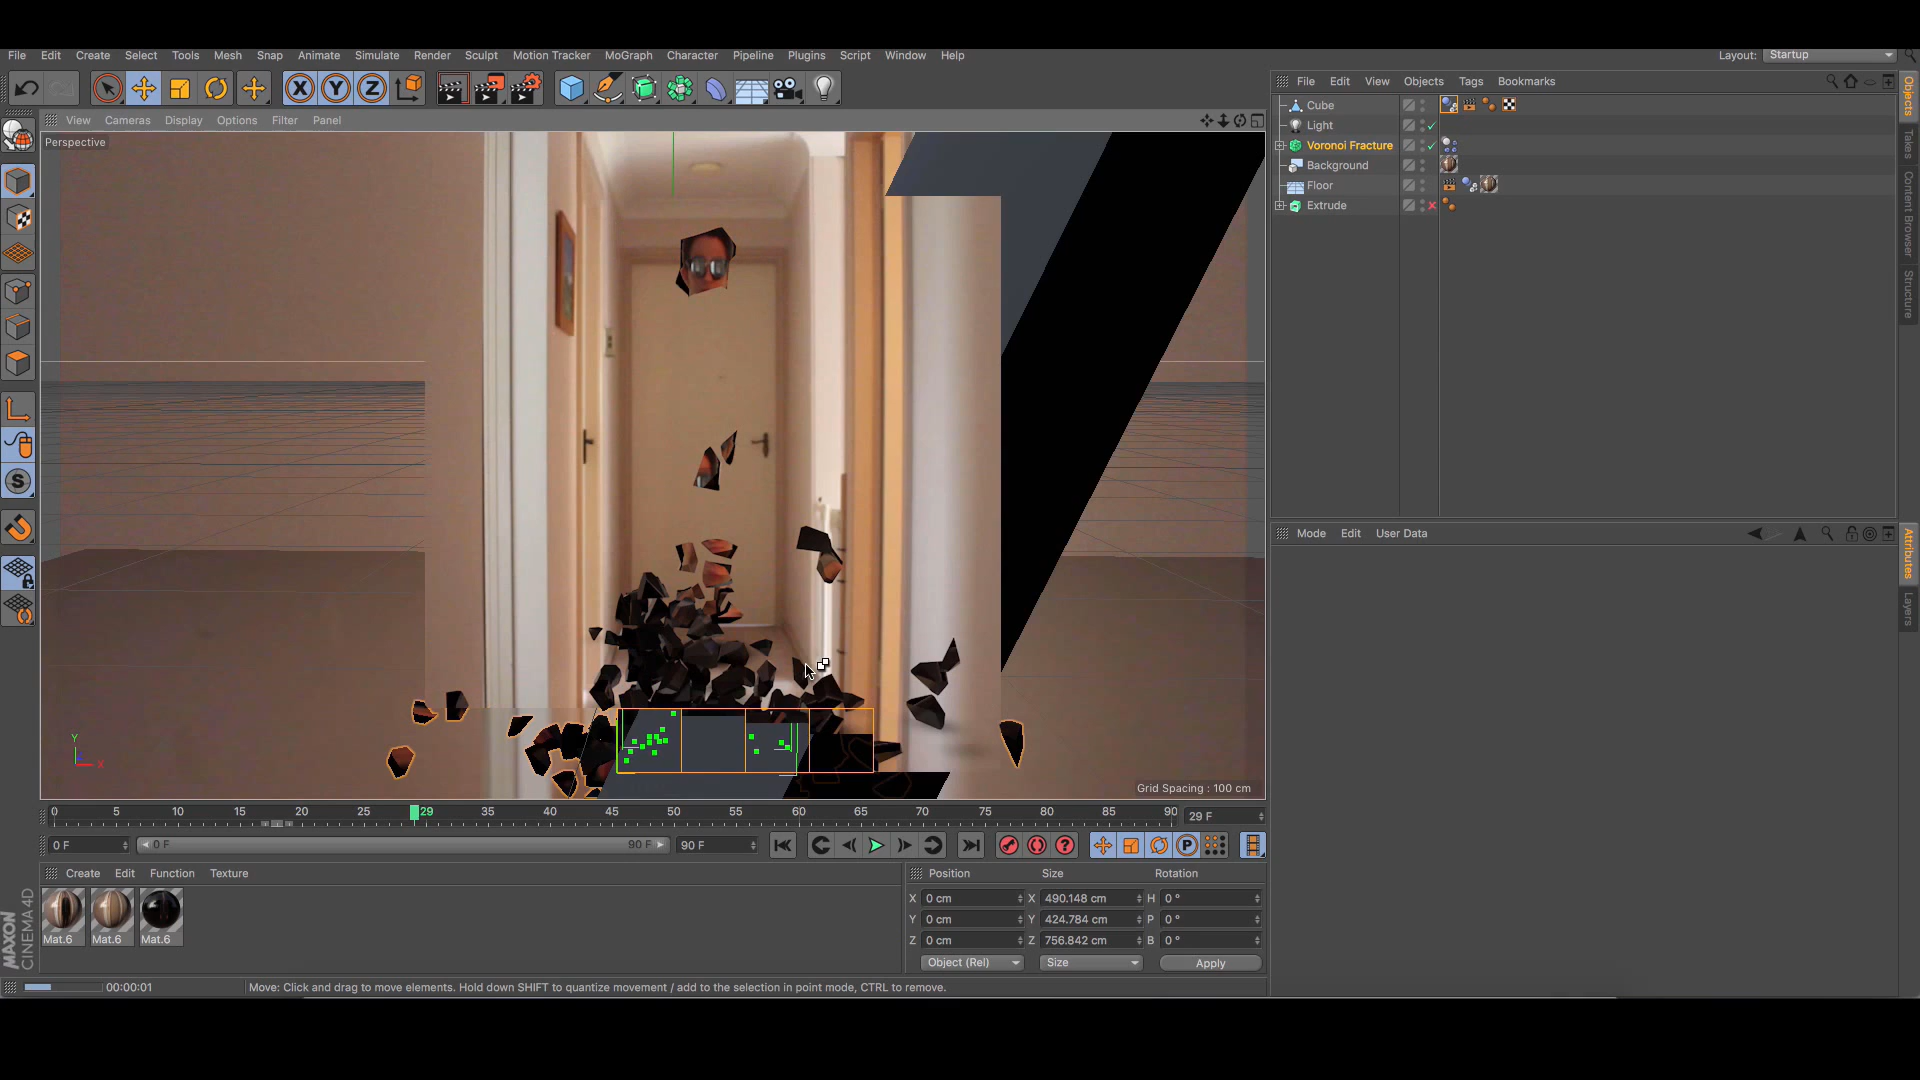 File Edit Create Select Tools Mesh Snap Animate Simulate Render Sculpt Motion Tracker MoGraph Character Pipeline Plugins Script Window Help
Layout: Startup
File Edit View Objects Tags Bookmarks
Objects
Takes
Content Browser
Structure
Cube
Light
Voronoi Fracture
Background
Floor
Extrude
X Y Z
View Cameras Display Options Filter Panel
Perspective
S
Y
X
Grid Spacing : 100 cm
Mode Edit User Data
Attributes
Layers
0 5 10 15 20 25 29 35 40 45 50 55 60 65 70 75 80 85 90
29 F
0 F
0 F
90 F
90 F
?
P
Create Edit Function Texture
Mat.6
Mat.6
Mat.6
MAXON
CINEMA 4D
Position Size Rotation
X 0 cm X 490.148 cm H 0 °
Y 0 cm Y 424.784 cm P 0 °
Z 0 cm Z 756.842 cm B 0 °
Object (Rel) Size Apply
00:00:01
Move: Click and drag to move elements. Hold down SHIFT to quantize movement / add to the selection in point mode, CTRL to remove.